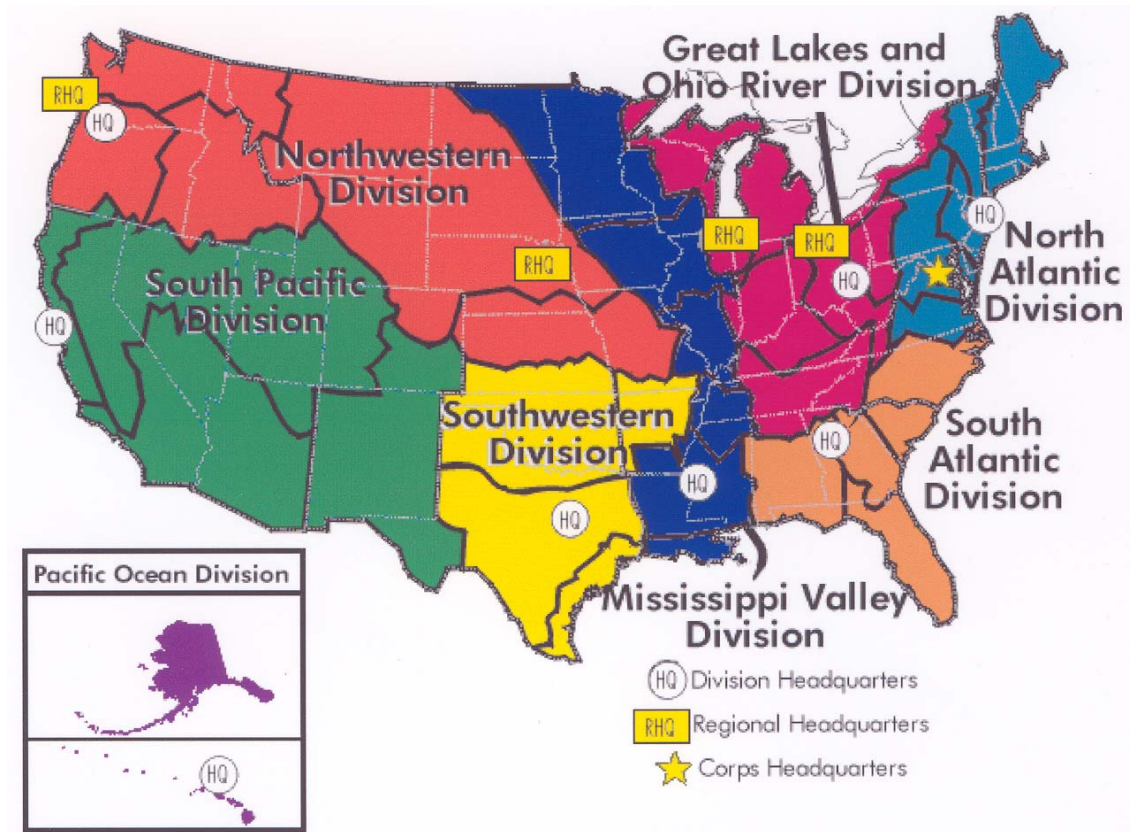 Great Lakes and
Ohio River Division
RHQ
HQ
Northwestern
Division
RHQ
RHQ
RHQ
HQ
HQ
North
Atlantic
Division
South Pacific
Division
HQ
Southwestern
Division
HQ
South
Atlantic
Division
HQ
HQ
Mississippi Valley
Division
Pacific Ocean Division
HQ
HQ Division Headquarters
RHQ Regional Headquarters
Corps Headquarters